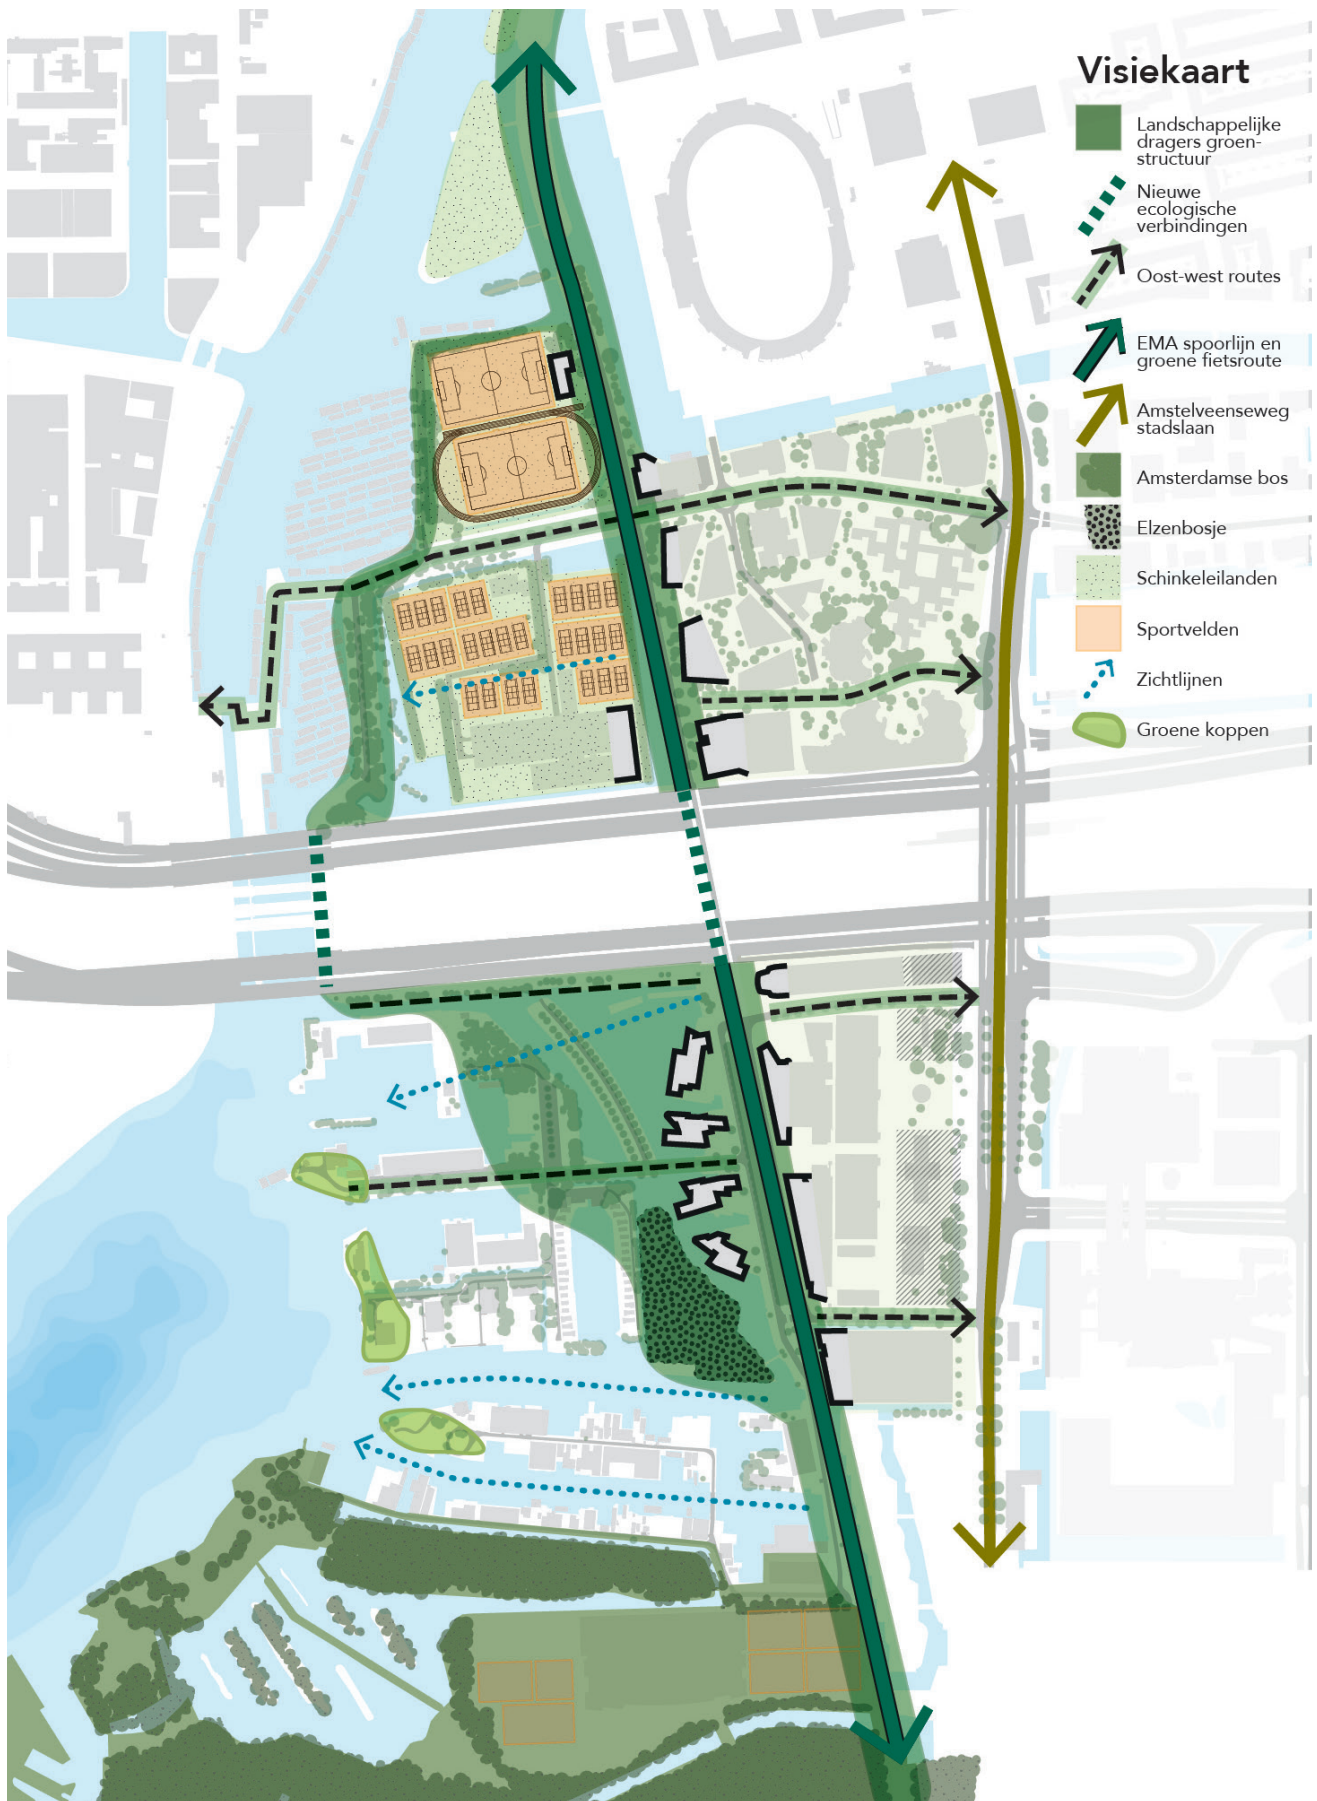 Visiekaart
Landschappelijke
dragers groen-
structuur
Nieuwe
ecologische
verbindingen
Oost-west routes
EMA spoorlijn en
groene fietsroute
Amstelveenseweg
stadslaan
Amsterdamse bos
Elzenbosje
Schinkeleilanden
Sportvelden
Zichtlijnen
Groene koppen